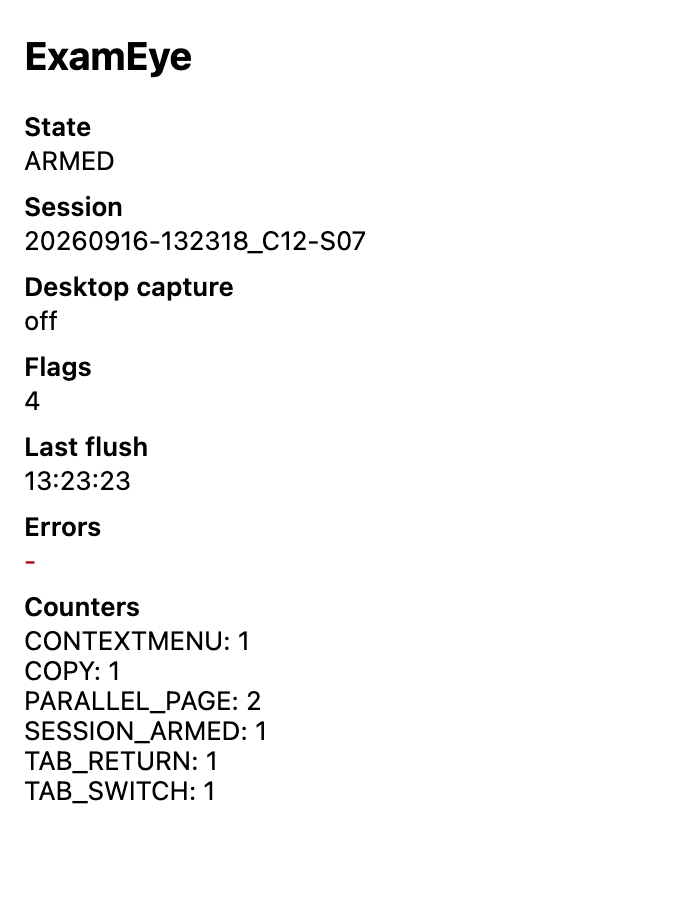 ExamEye
State
ARMED
Session
20260916-132318_C12-S07
Desktop capture
off
Flags
4
Last flush
13:23:23
Errors
-
Counters
CONTEXTMENU: 1
COPY: 1
PARALLEL_PAGE: 2
SESSION_ARMED: 1
TAB_RETURN: 1
TAB_SWITCH: 1